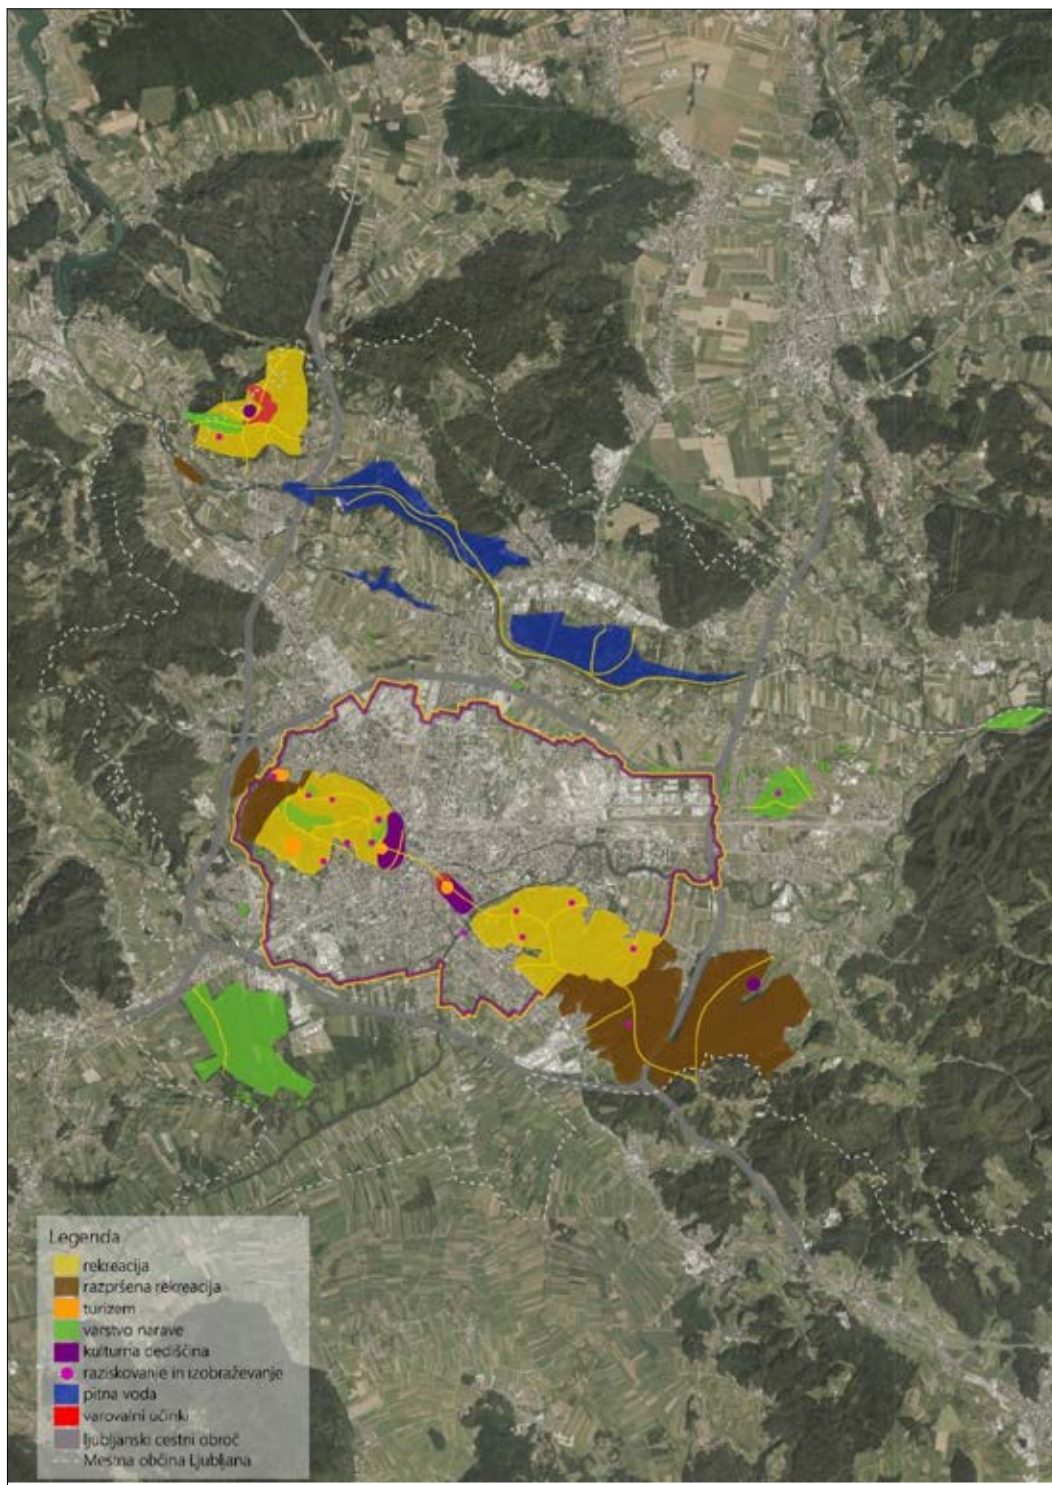 Legenda
rekreacija
razpršena rekreacija
turizem
varstvo narave
kulturna dediščina
raziskovanje in izobraževanje
pitna voda
varovalni učinki
ljubljanski cestni obroč
Mestna občina Ljubljana